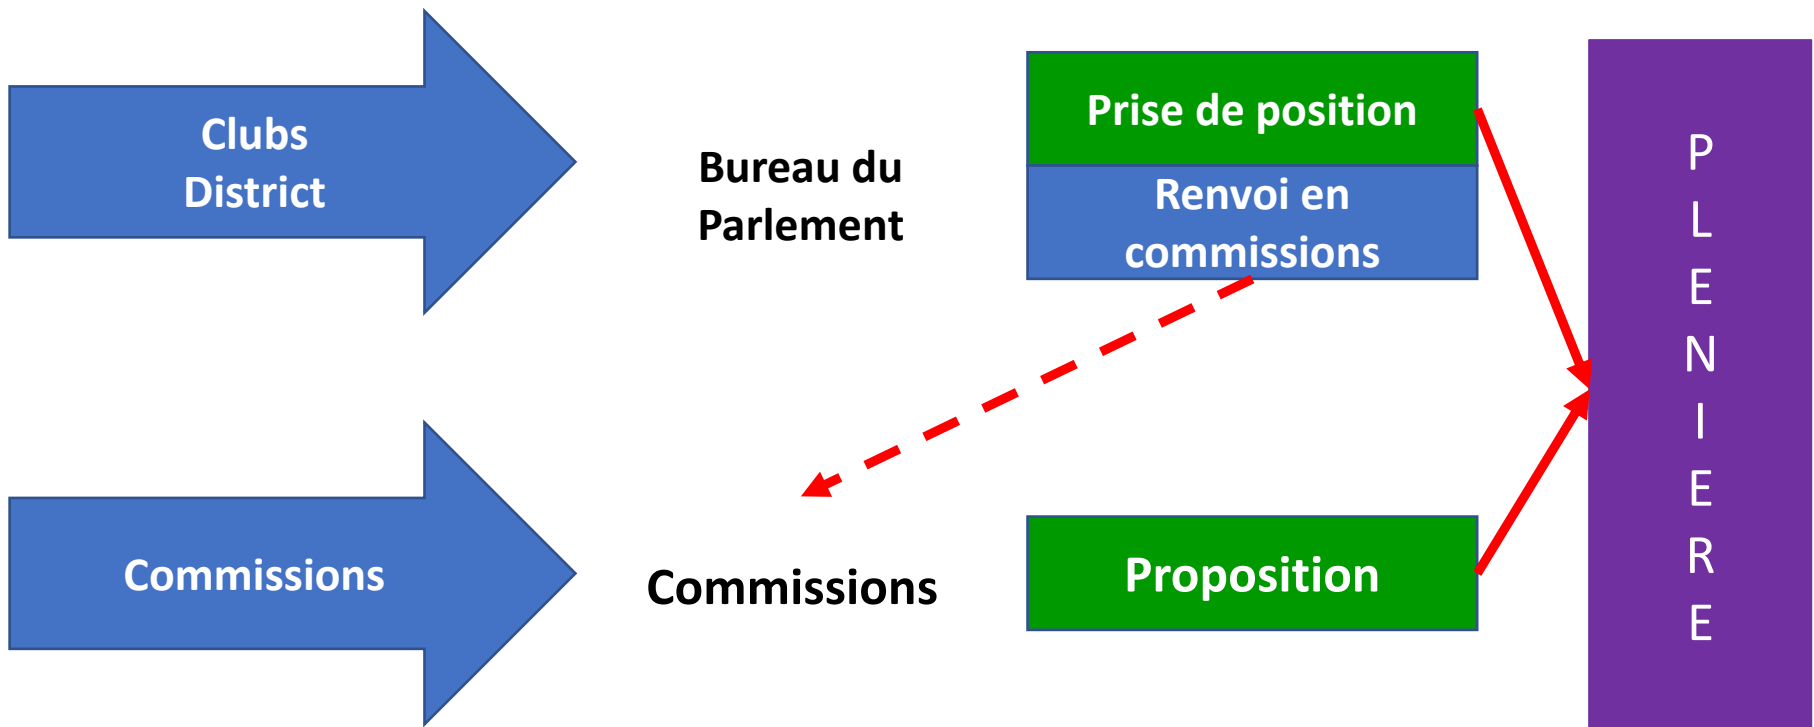 Clubs
District
Bureau du
Parlement
Prise de position
Renvoi en
commissions
Commissions
Commissions
Proposition
P
L
E
N
I
E
R
E